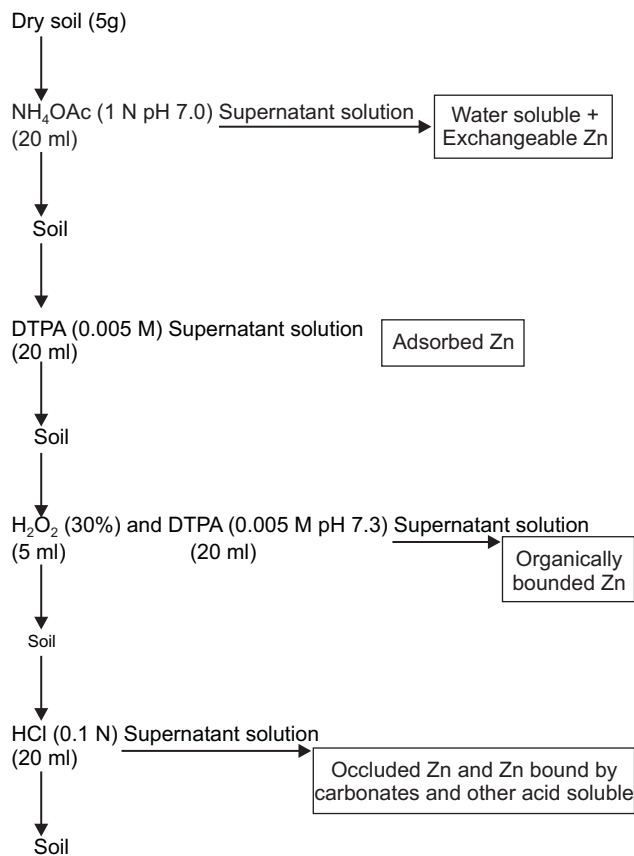 Dry soil (5g)
NH₄OAc (1 N pH 7.0) Supernatant solution
(20 ml)
Water soluble +
Exchangeable Zn
Soil
DTPA (0.005 M) Supernatant solution
(20 ml)
Adsorbed Zn
Soil
H₂O₂ (30%) and DTPA (0.005 M pH 7.3) Supernatant solution
(5 ml) (20 ml)
Organically
bounded Zn
Soil
HCl (0.1 N) Supernatant solution
(20 ml)
Occluded Zn and Zn bound by
carbonates and other acid soluble
Soil